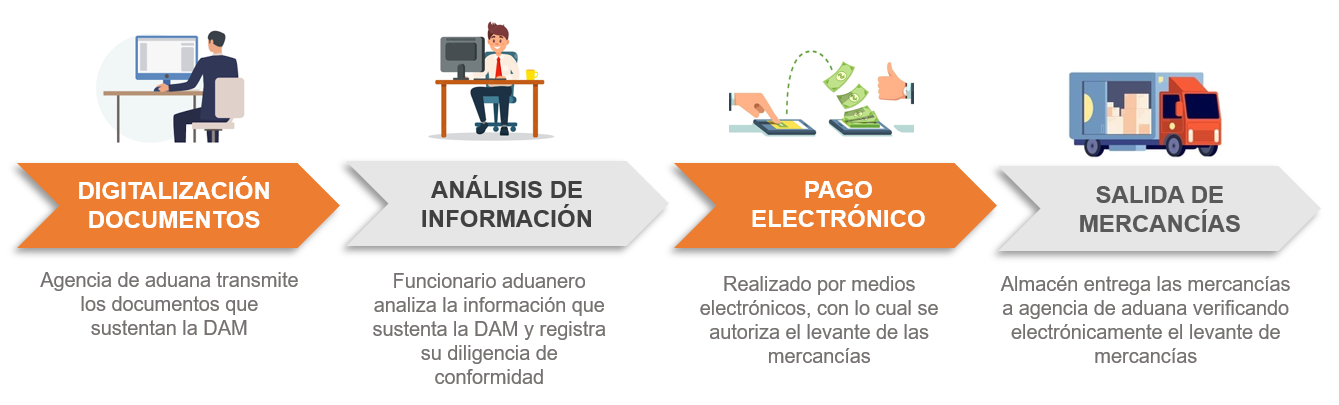 DIGITALIZACIÓN
DOCUMENTOS
Agencia de aduana transmite
los documentos que
sustentan la DAM
ANÁLISIS DE
INFORMACIÓN
Funcionario aduanero
analiza la información que
sustenta la DAM y registra
su diligencia de
conformidad
PAGO
ELECTRÓNICO
Realizado por medios
electrónicos, con lo cual se
autoriza el levante de las
mercancías
SALIDA DE
MERCANCÍAS
Almacén entrega las mercancías
a agencia de aduana verificando
electrónicamente el levante de
mercancías